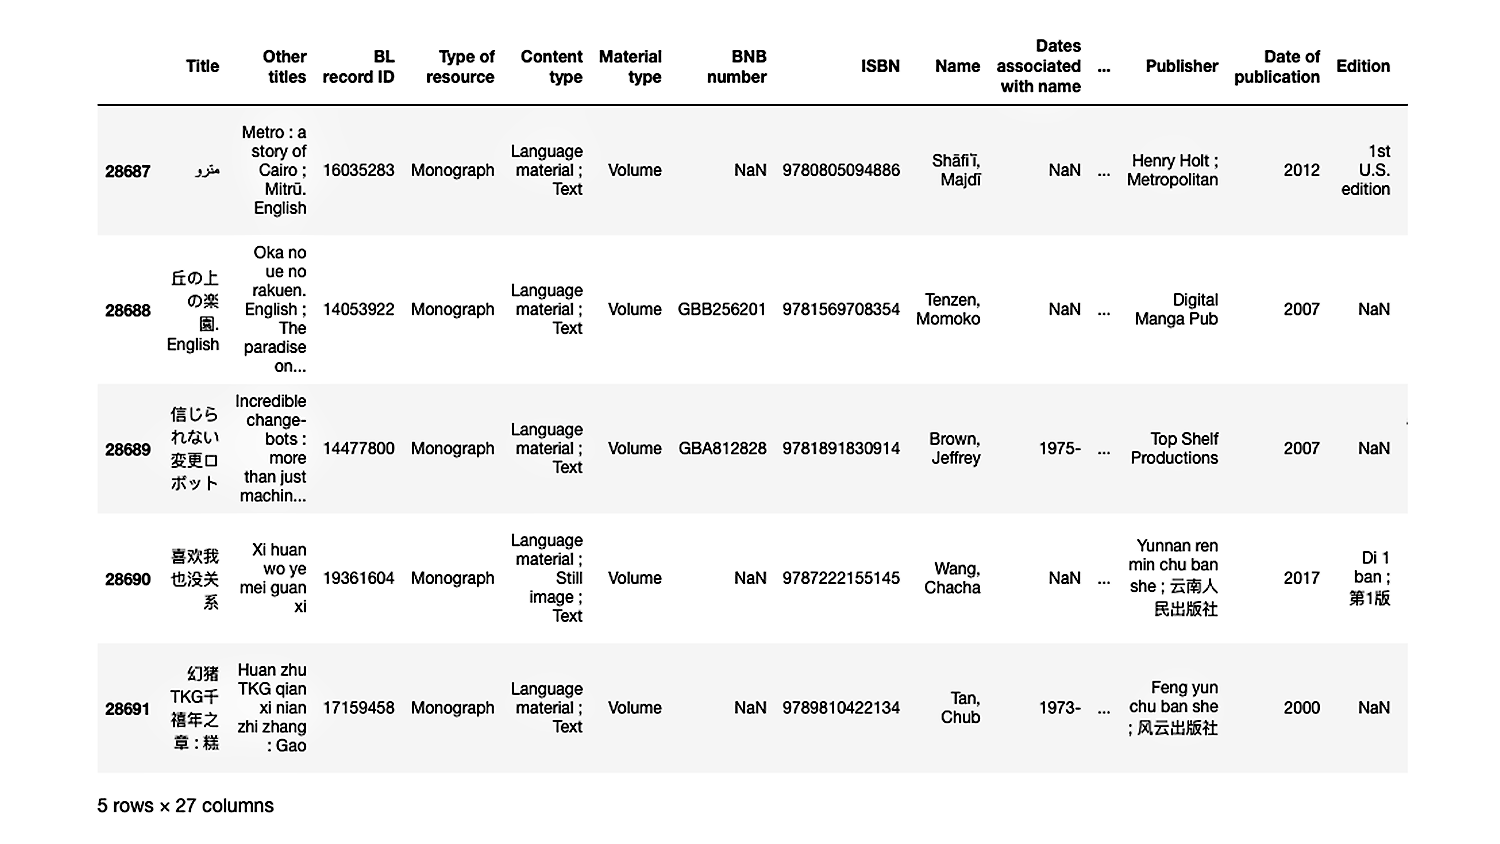 Title Other titles BL record ID Type of resource Content type Material type BNB number ISBN Name Dates associated with name ... Publisher Date of publication Edition
28687 مترو Metro : a story of Cairo ; Mitrū. English 16035283 Monograph Language material ; Text Volume NaN 9780805094886 Shāfiʻī, Majdī NaN ... Henry Holt ; Metropolitan 2012 1st U.S. edition
28688 丘の上の楽園. English Oka no ue no rakuen. English ; The paradise on... 14053922 Monograph Language material ; Text Volume GBB256201 9781569708354 Tenzen, Momoko NaN ... Digital Manga Pub 2007 NaN
28689 信じられない変更ロボット Incredible change-bots : more than just machin... 14477800 Monograph Language material ; Text Volume GBA812828 9781891830914 Brown, Jeffrey 1975- ... Top Shelf Productions 2007 NaN
28690 喜欢我也没关系 Xi huan wo ye mei guan xi 19361604 Monograph Language material ; Still image ; Text Volume NaN 9787222155145 Wang, Chacha NaN ... Yunnan ren min chu ban she ; 云南人民出版社 2017 Di 1 ban ; 第1版
28691 幻猪TKG千禧年之章 : 糕 Huan zhu TKG qian xi nian zhi zhang : Gao 17159458 Monograph Language material ; Text Volume NaN 9789810422134 Tan, Chub 1973- ... Feng yun chu ban she ; 风云出版社 2000 NaN
5 rows × 27 columns